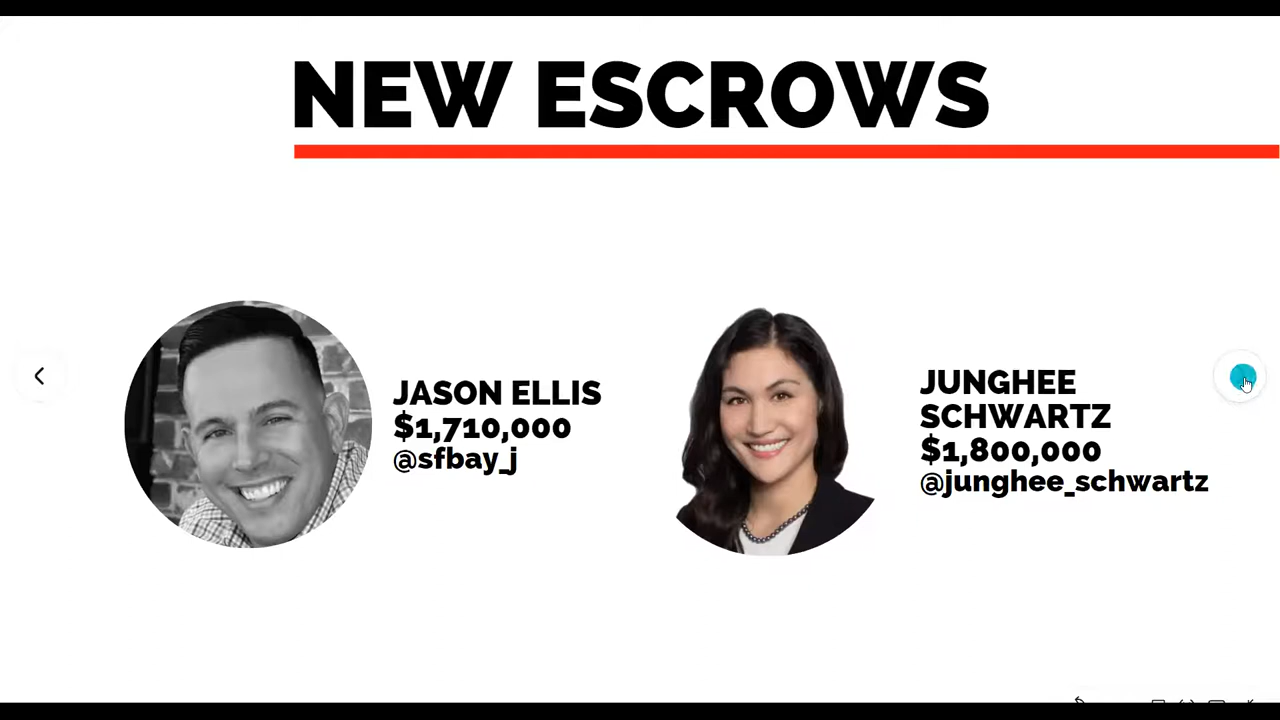 NEW ESCROWS
JASON ELLIS
$1,710,000
@sfbay_j
JUNGHEE
SCHWARTZ
$1,800,000
@junghee_schwartz